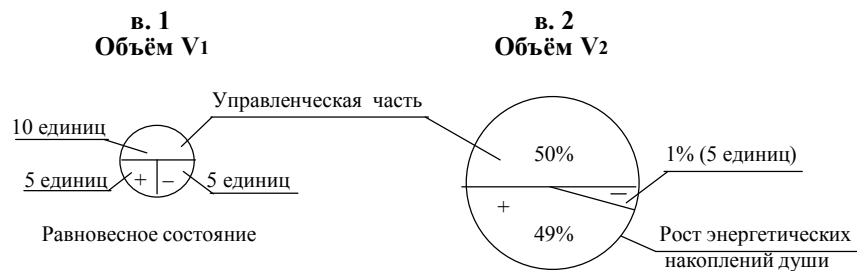 в. 1
Объём V1
в. 2
Объём V2
Управленческая часть
10 единиц
5 единиц
+
–
5 единиц
Равновесное состояние
50%
1% (5 единиц)
+
–
49%
Рост энергетических
накоплений души